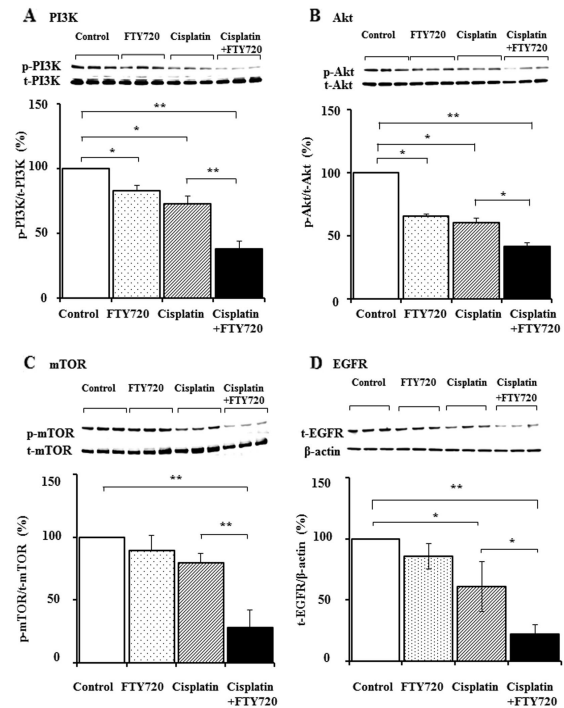 A PI3K
Control FTY720 Cisplatin Cisplatin
+FTY720
p-PI3K
t-PI3K
150
100
50
0
p-PI3K/t-PI3K (%)
**
*
*
**
Control FTY720 Cisplatin Cisplatin
+FTY720
B Akt
Control FTY720 Cisplatin Cisplatin
+FTY720
p-Akt
t-Akt
150
100
50
0
p-Akt/t-Akt (%)
**
*
*
*
Control FTY720 Cisplatin Cisplatin
+FTY720
C mTOR
Control FTY720 Cisplatin Cisplatin
+FTY720
p-mTOR
t-mTOR
150
100
50
0
p-mTOR/t-mTOR (%)
**
**
Control FTY720 Cisplatin Cisplatin
+FTY720
D EGFR
Control FTY720 Cisplatin Cisplatin
+FTY720
t-EGFR
β-actin
150
100
50
0
t-EGFR/β-actin (%)
**
*
*
Control FTY720 Cisplatin Cisplatin
+FTY720